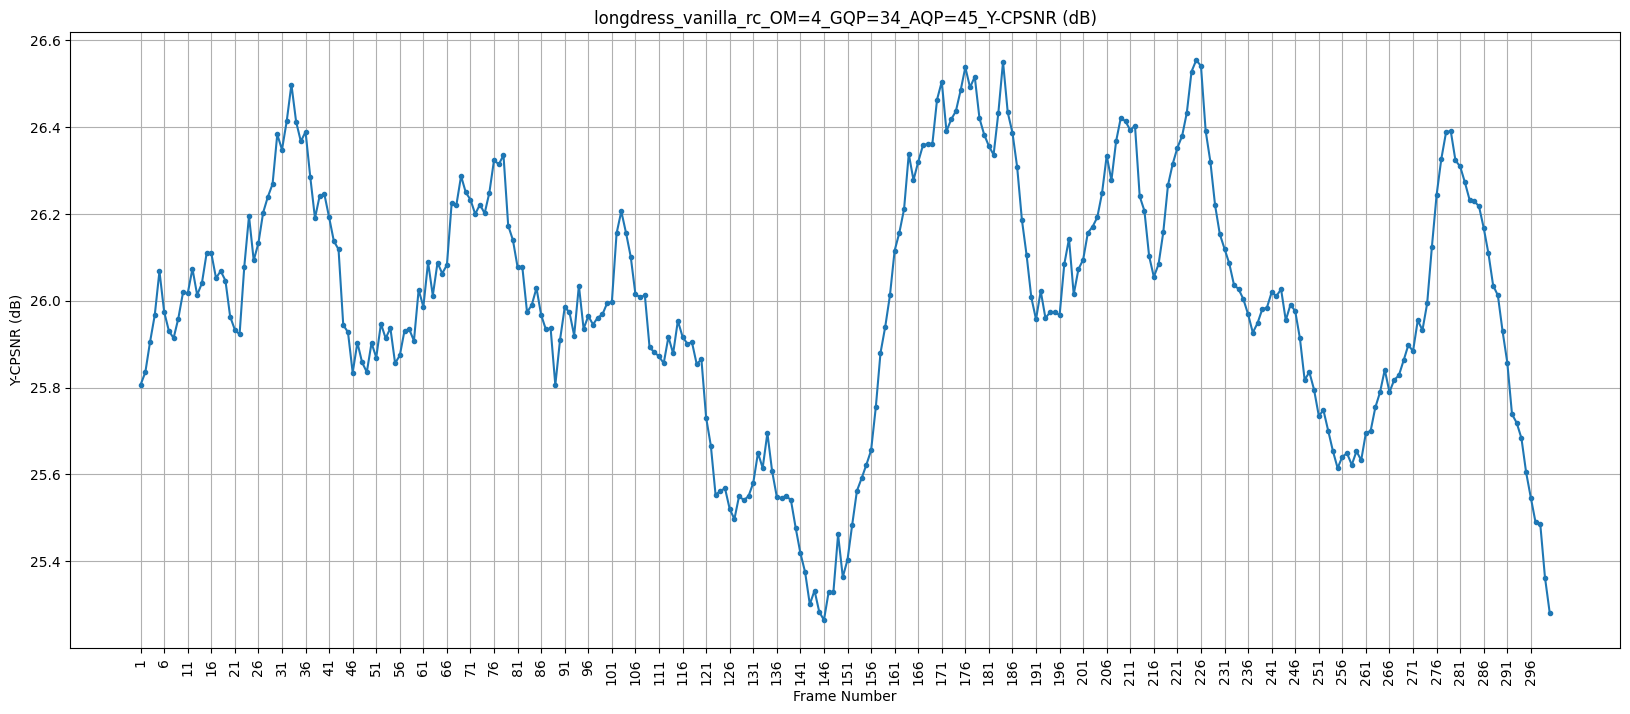 longdress_vanilla_rc_OM=4_GQP=34_AQP=45_Y-CPSNR (dB)
Y-CPSNR (dB)
26.6
26.4
26.2
26.0
25.8
25.6
25.4
1 6 11 16 21 26 31 36 41 46 51 56 61 66 71 76 81 86 91 96 101 106 111 116 121 126 131 136 141 146 151 156 161 166 171 176 181 186 191 196 201 206 211 216 221 226 231 236 241 246 251 256 261 266 271 276 281 286 291 296
Frame Number